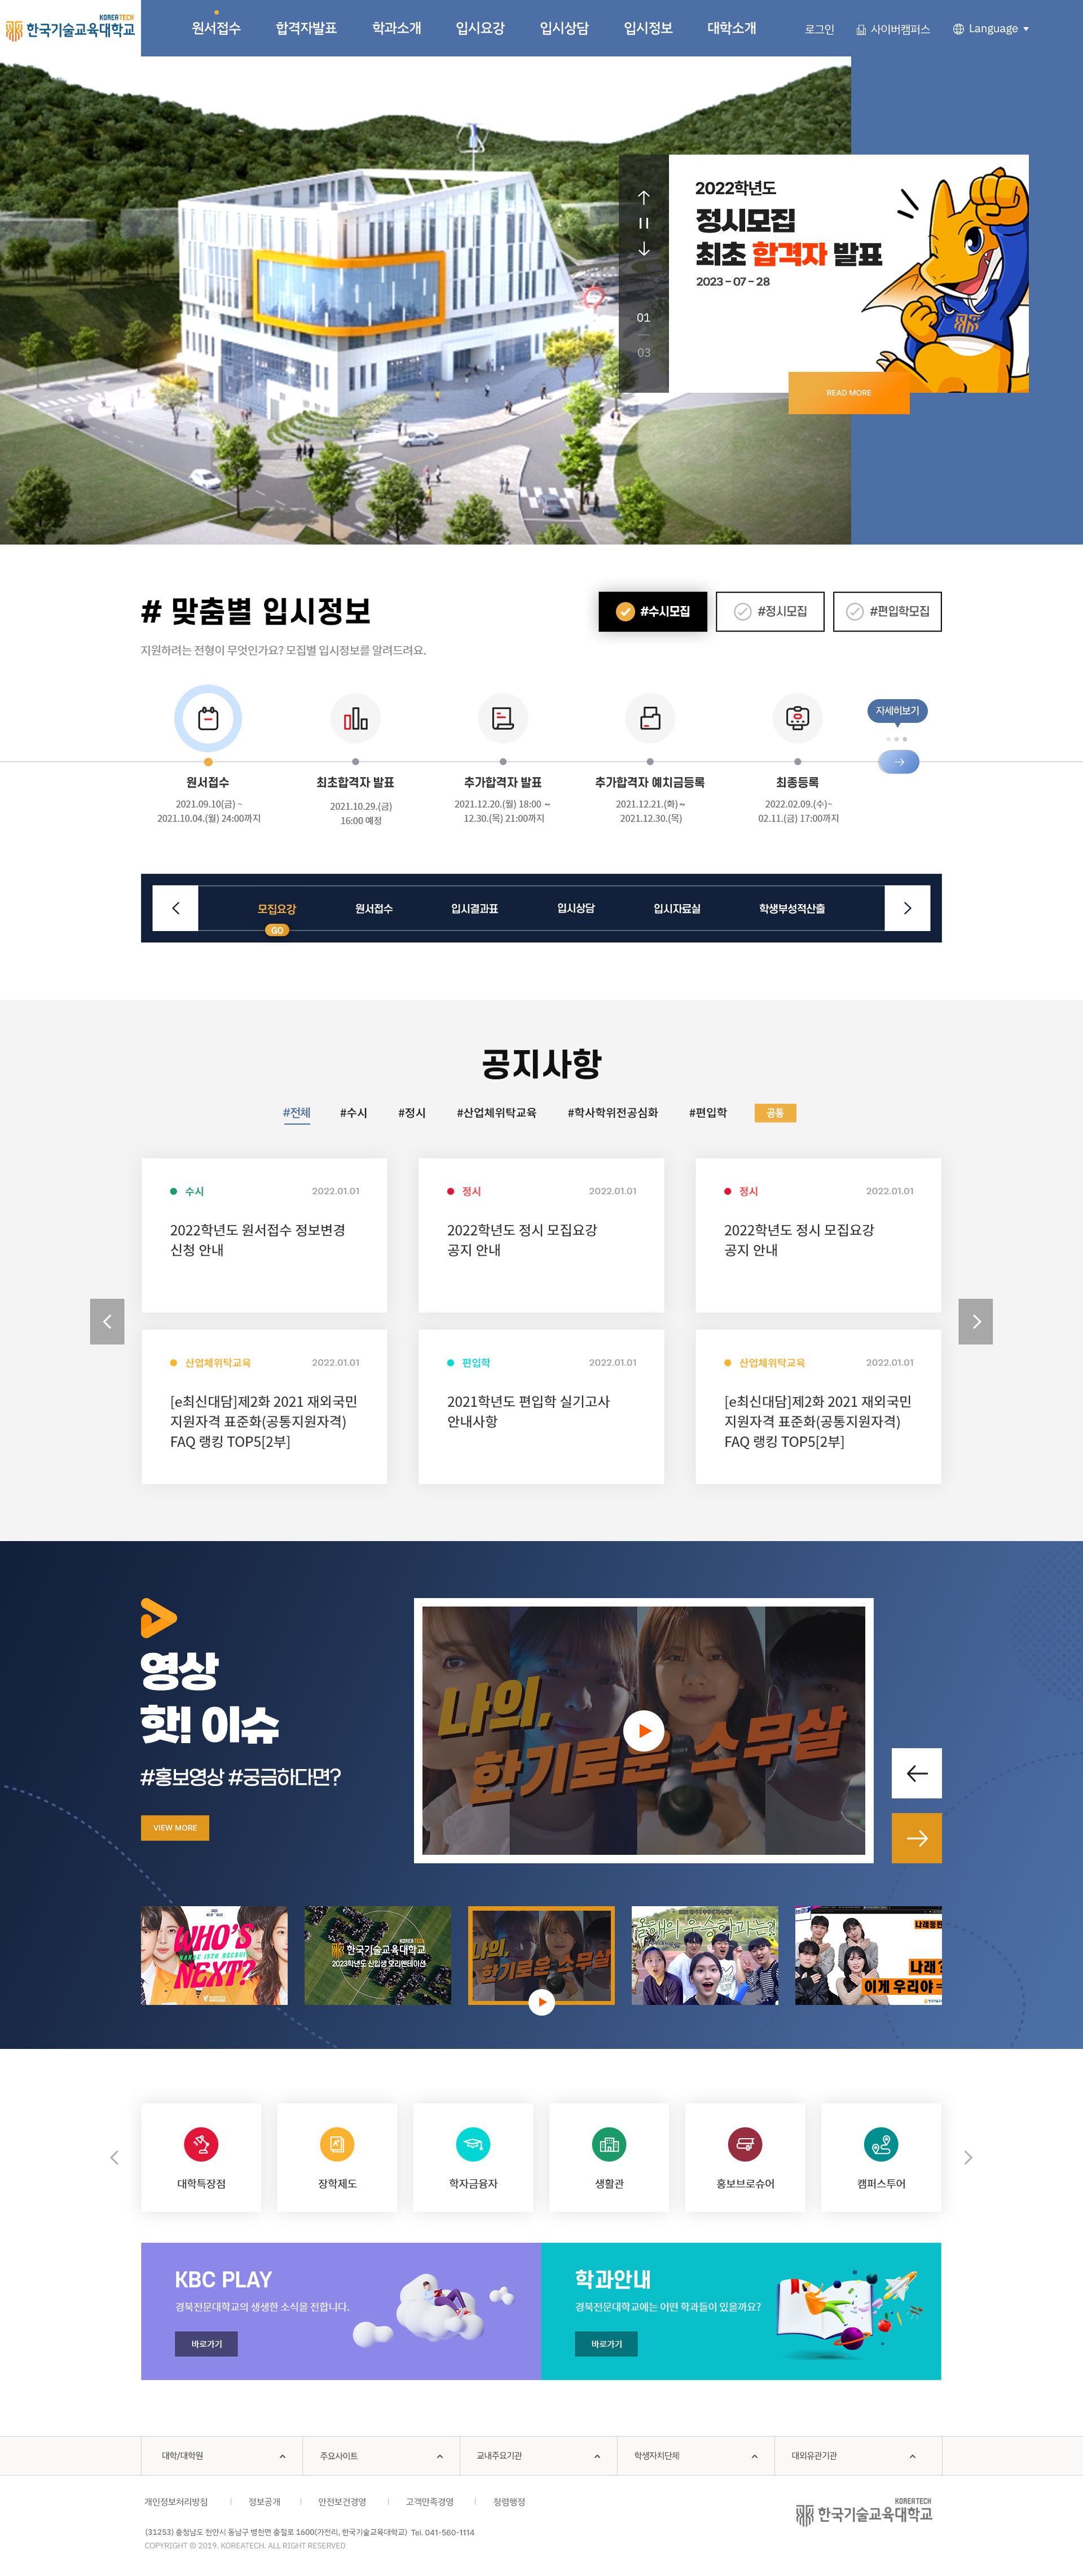 KOREATECH
한국기술교육대학교
원서접수 합격자발표 학과소개 입시요강 입시상담 입시정보 대학소개
로그인 사이버캠퍼스 Language
2022학년도
정시모집
최초 합격자 발표
2023 - 07 - 28
01
03
READ MORE
# 맞춤별 입시정보
#수시모집 #정시모집 #편입학모집
지원하려는 전형이 무엇인가요? 모집별 입시정보를 알려드려요.
자세히보기
원서접수
2021.09.10(금) ~
2021.10.04.(월) 24:00까지
최초합격자 발표
2021.10.29.(금)
16:00 예정
추가합격자 발표
2021.12.20.(월) 18:00 ~
12.30.(목) 21:00까지
추가합격자 예치금등록
2021.12.21.(화) ~
2021.12.30.(목)
최종등록
2022.02.09.(수)~
02.11.(금) 17:00까지
모집요강 원서접수 입시결과표 입시상담 입시자료실 학생부성적산출
GO
공지사항
#전체 #수시 #정시 #산업체위탁교육 #학사학위전공심화 #편입학 공통
수시 2022.01.01
2022학년도 원서접수 정보변경
신청 안내
정시 2022.01.01
2022학년도 정시 모집요강
공지 안내
정시 2022.01.01
2022학년도 정시 모집요강
공지 안내
산업체위탁교육 2022.01.01
[e최신대담]제2화 2021 재외국민
지원자격 표준화(공통지원자격)
FAQ 랭킹 TOP5[2부]
편입학 2022.01.01
2021학년도 편입학 실기고사
안내사항
산업체위탁교육 2022.01.01
[e최신대담]제2화 2021 재외국민
지원자격 표준화(공통지원자격)
FAQ 랭킹 TOP5[2부]
영상
핫! 이슈
#홍보영상 #궁금하다면?
VIEW MORE
나의,
한기로운 스무살
WHO'S
NEXT?
KOREATECH
한국기술교육대학교
2023학년도 신입생 오리엔테이션
나의,
한기로운 스무살
올해의 우승학과는?
나래?
이게 우리야
대학특장점 장학제도 학자금융자 생활관 홍보브로슈어 캠퍼스투어
KBC PLAY
경북전문대학교의 생생한 소식을 전합니다.
바로가기
학과안내
경북전문대학교에는 어떤 학과들이 있을까요?
바로가기
대학/대학원 주요사이트 교내주요기관 학생자치단체 대외유관기관
개인정보처리방침 정보공개 안전보건경영 고객만족경영 청렴행정
(31253) 충청남도 천안시 동남구 병천면 충절로 1600(가전리, 한국기술교육대학교) Tel. 041-560-1114
COPYRIGHT © 2019. KOREATECH. ALL RIGHT RESERVED
KOREATECH
한국기술교육대학교